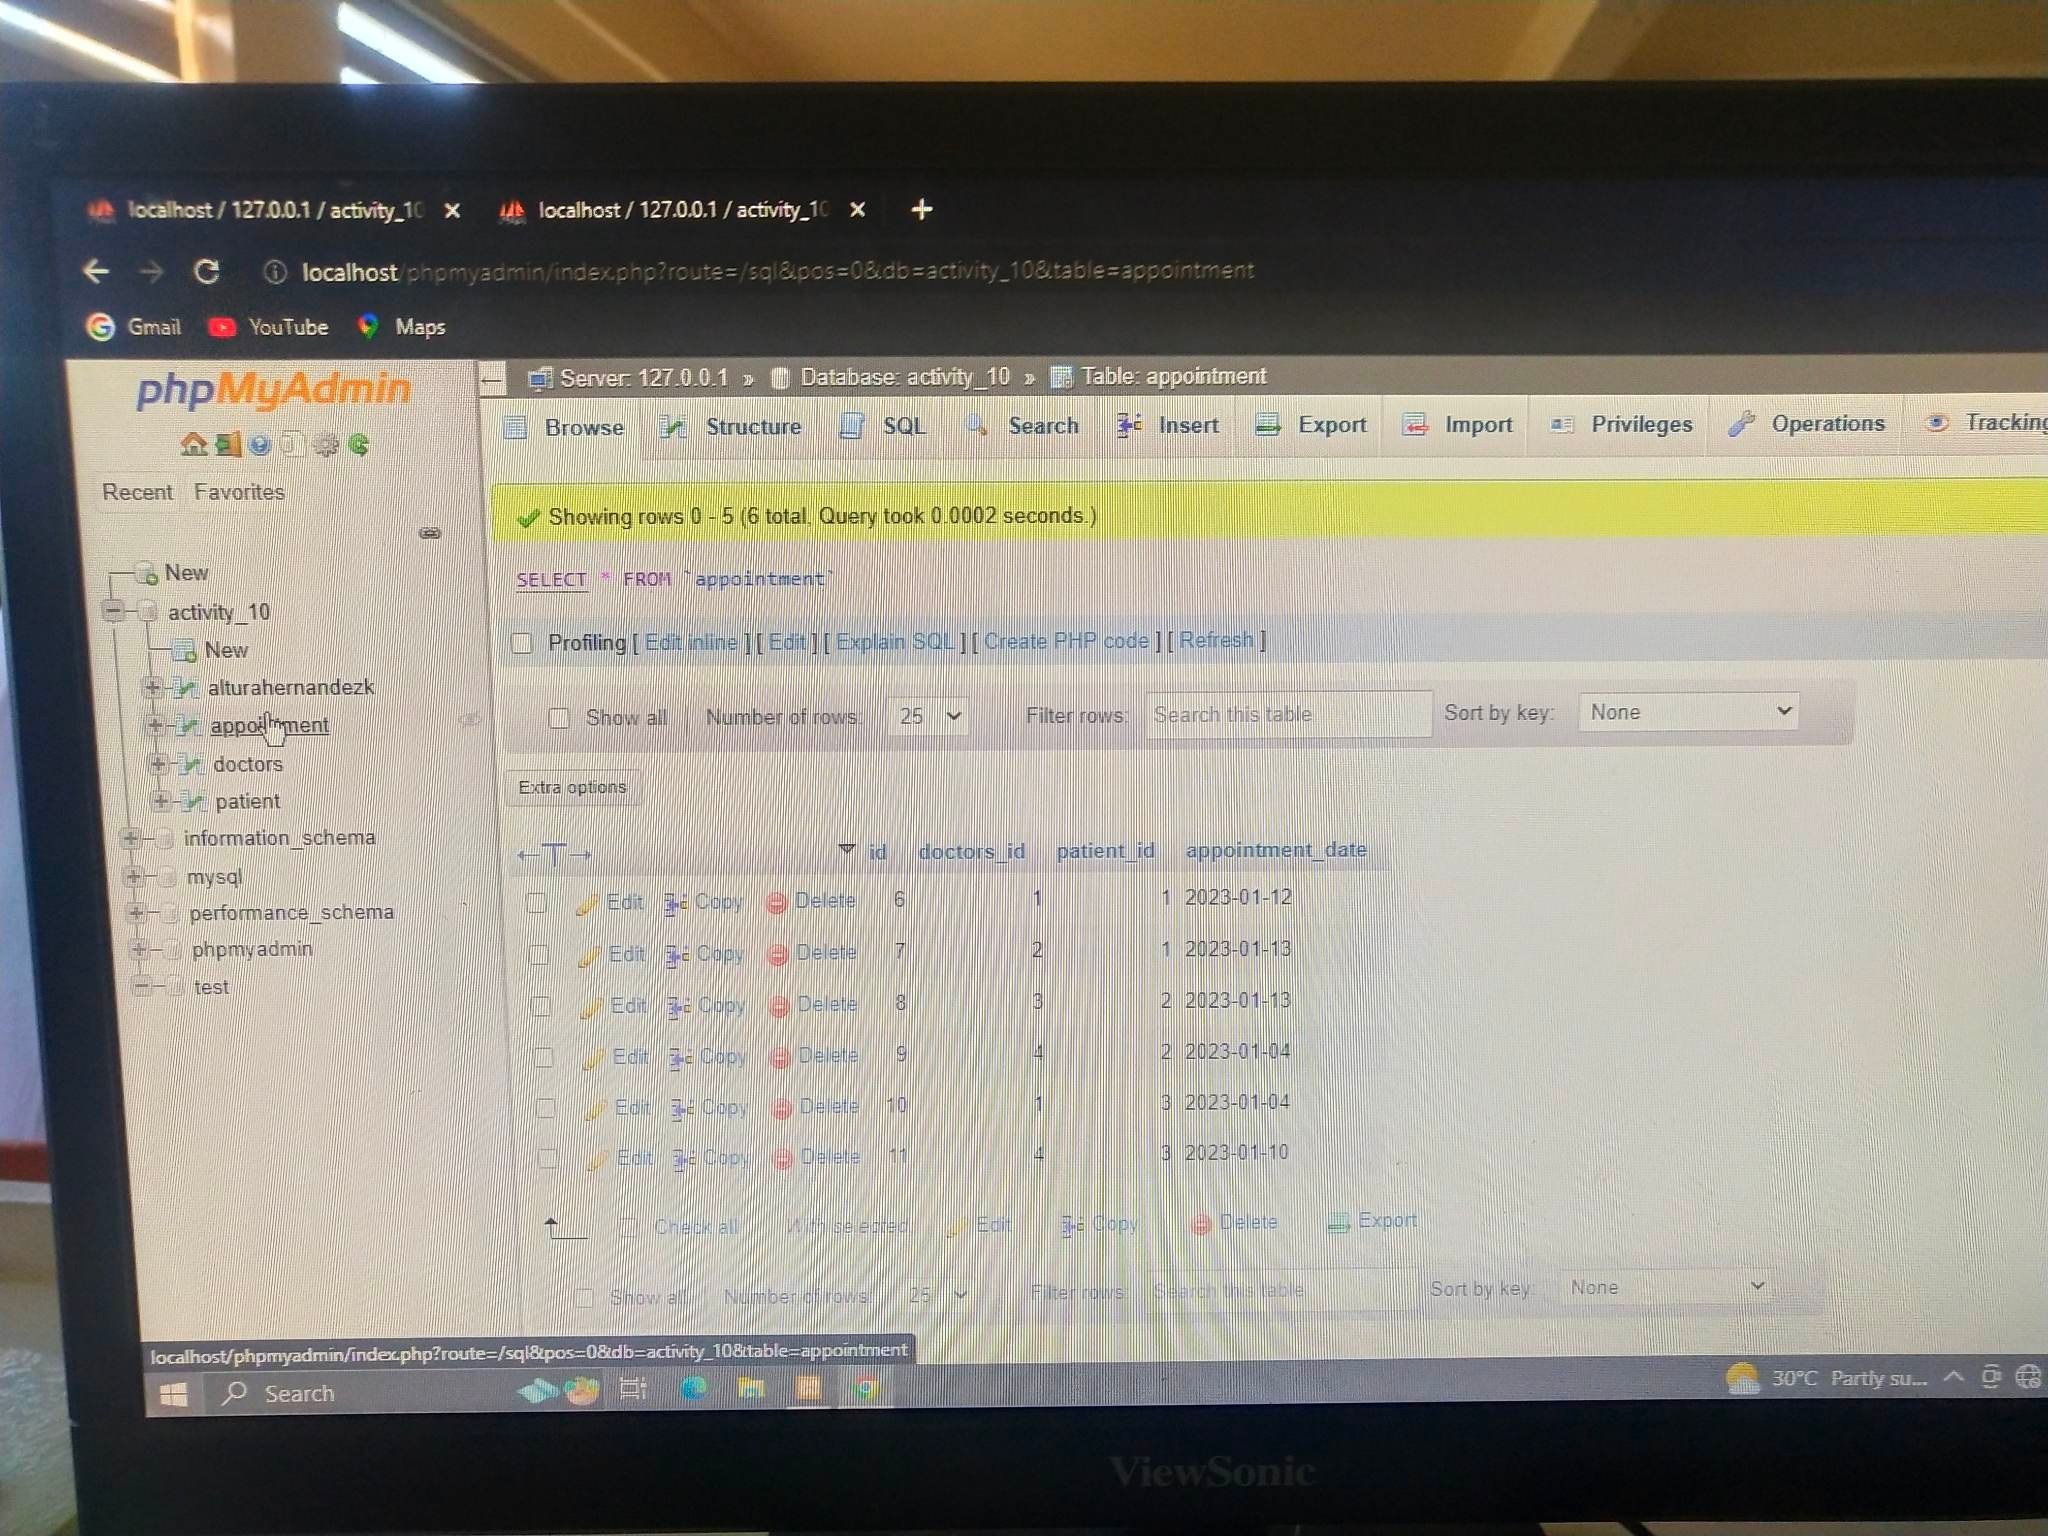 localhost / 127.0.0.1 / activity_10
localhost / 127.0.0.1 / activity_10
localhost/phpmyadmin/index.php?route=/sql&pos=0&db=activity_10&table=appointment
Gmail YouTube Maps
phpMyAdmin
Recent Favorites
New
activity_10
New
alturahernandezk
appointment
doctors
patient
information_schema
mysql
performance_schema
phpmyadmin
test
Server: 127.0.0.1 » Database: activity_10 » Table: appointment
Browse Structure SQL Search Insert Export Import Privileges Operations Tracking
Showing rows 0 - 5 (6 total, Query took 0.0002 seconds.)
SELECT * FROM `appointment`
Profiling [ Edit inline ] [ Edit ] [ Explain SQL ] [ Create PHP code ] [ Refresh ]
Show all Number of rows: 25 Filter rows: Search this table Sort by key: None
Extra options
←T→ id doctors_id patient_id appointment_date
Edit Copy Delete 6 1 1 2023-01-12
Edit Copy Delete 7 2 1 2023-01-13
Edit Copy Delete 8 3 2 2023-01-13
Edit Copy Delete 9 4 2 2023-01-04
Edit Copy Delete 10 1 3 2023-01-04
Edit Copy Delete 11 4 3 2023-01-10
Check all With selected: Edit Copy Delete Export
Show all Number of rows: 25 Filter rows: Search this table Sort by key: None
localhost/phpmyadmin/index.php?route=/sql&pos=0&db=activity_10&table=appointment
Search
30°C Partly su...
ViewSonic